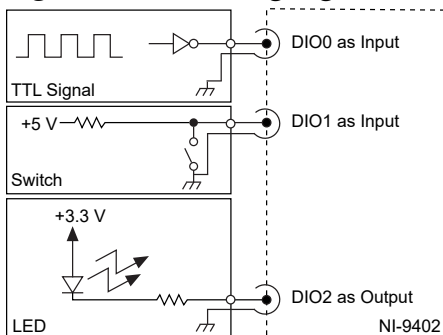 DIO0 as Input
TTL Signal
+5 V
DIO1 as Input
Switch
+3.3 V
DIO2 as Output
LED
NI-9402